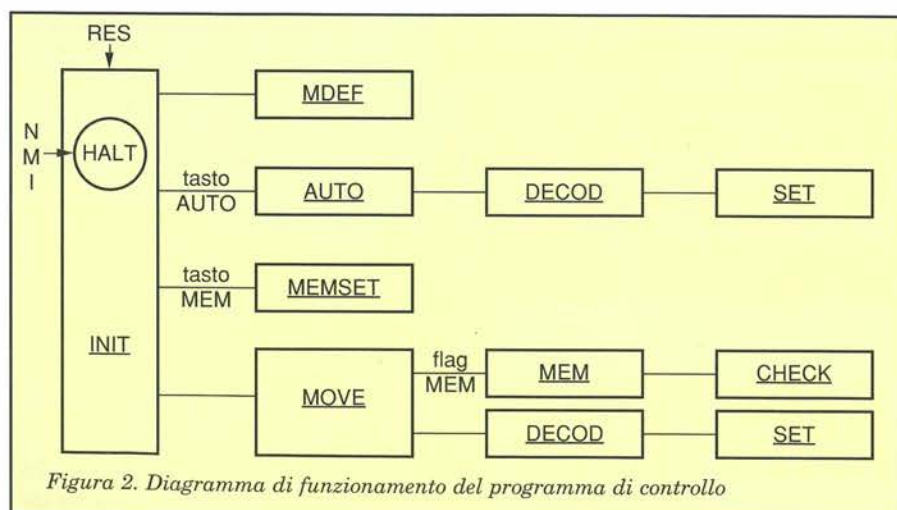 RES
MDEF
N
M
I
HALT
tasto
AUTO
AUTO
DECOD
SET
tasto
MEM
MEMSET
INIT
MOVE
flag
MEM
MEM
CHECK
DECOD
SET
Figura 2. Diagramma di funzionamento del programma di controllo